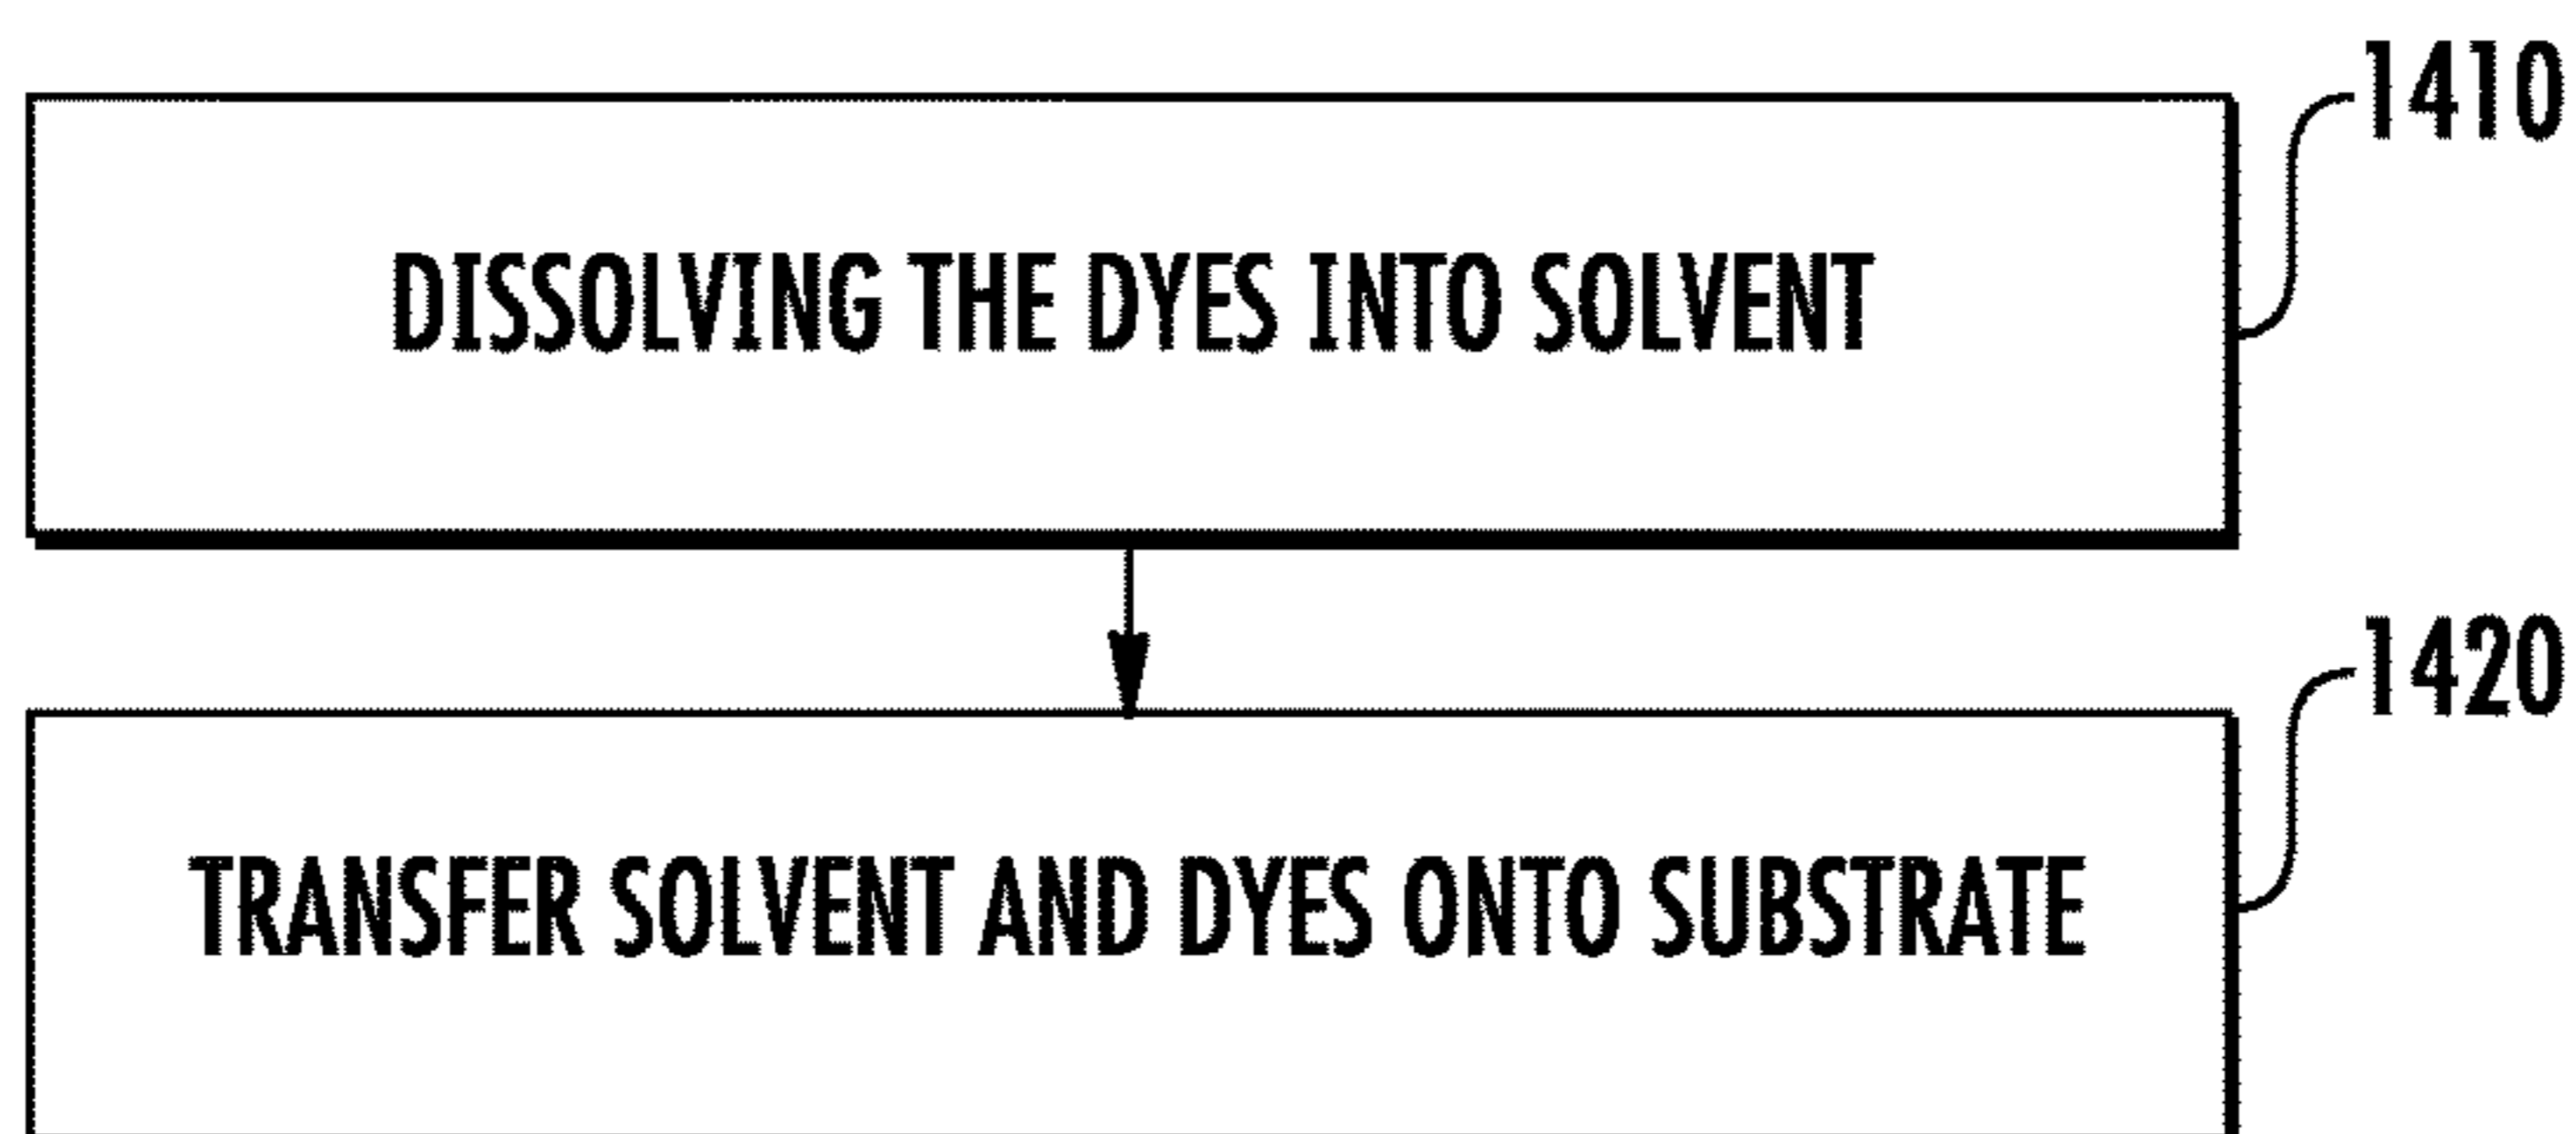 1410
DISSOLVING THE DYES INTO SOLVENT
1420
TRANSFER SOLVENT AND DYES ONTO SUBSTRATE